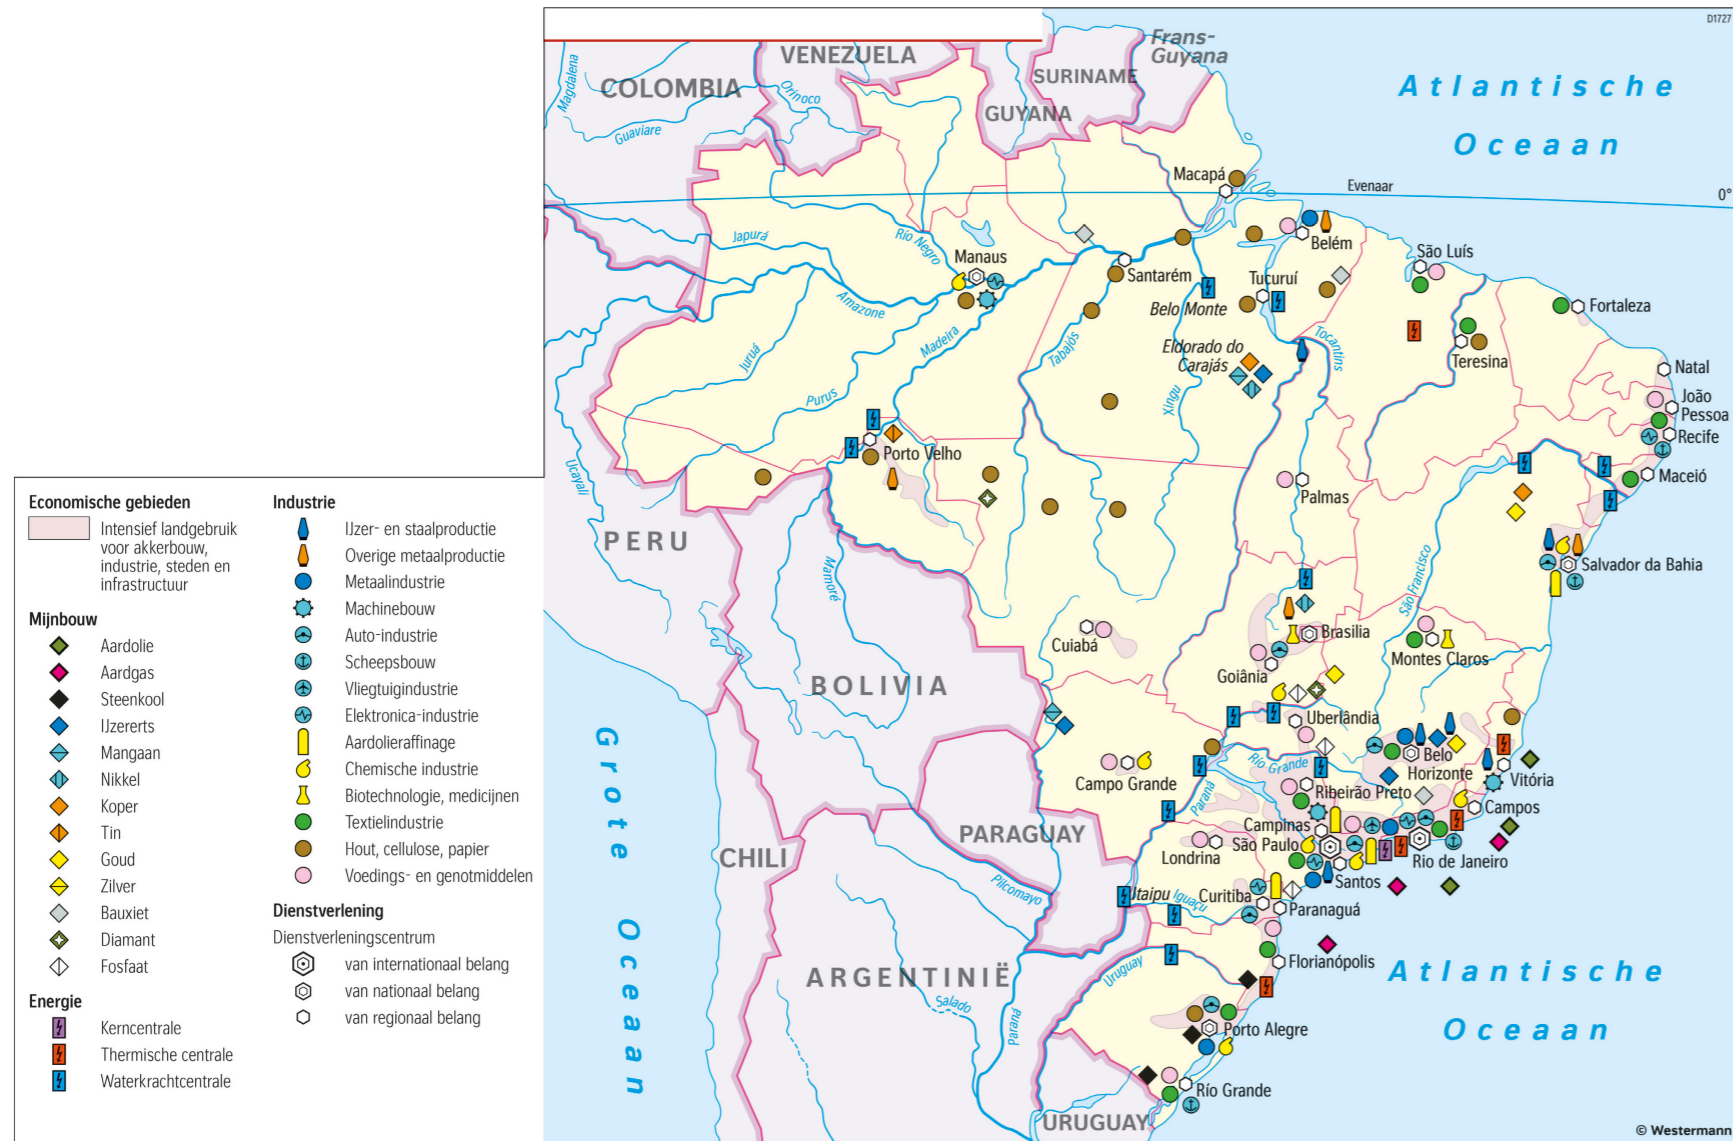 D1727
VENEZUELA
COLOMBIA
Magdalena
Orinoco
Guaviare
GUYANA
SURINAME
Frans-
Guyana
Atlantische
Oceaan
Evenaar
0°
Macapá
Belém
São Luís
Fortaleza
Natal
João
Pessoa
Recife
Maceió
Salvador da Bahia
Japurá
Rio Negro
Manaus
Amazone
Santarém
Tucuruí
Belo Monte
Teresina
Eldorado do
Carajás
Tocantins
Juruá
Purus
Madeira
Tabajós
Xingu
Porto Velho
Palmas
Ucayali
PERU
Mamoré
São Francisco
Cuiabá
Brasilia
Goiânia
Montes Claros
BOLIVIA
Uberlândia
Belo
Horizonte
Vitória
Campo Grande
Rio Grande
Ribeirão Preto
Campos
Paraná
Campinas
São Paulo
Rio de Janeiro
Santos
Londrina
PARAGUAY
CHILI
Pilcomayo
Itaipu
Iguaçu
Curitiba
Paranaguá
Florianópolis
Grote Oceaan
ARGENTINIË
Salado
Paraná
Uruguay
Porto Alegre
Río Grande
URUGUAY
Atlantische
Oceaan
© Westermann
Economische gebieden
Intensief landgebruik
voor akkerbouw,
industrie, steden en
infrastructuur
Mijnbouw
Aardolie
Aardgas
Steenkool
IJzererts
Mangaan
Nikkel
Koper
Tin
Goud
Zilver
Bauxiet
Diamant
Fosfaat
Energie
Kerncentrale
Thermische centrale
Waterkrachtcentrale
Industrie
IJzer- en staalproductie
Overige metaalproductie
Metaalindustrie
Machinebouw
Auto-industrie
Scheepsbouw
Vliegtuigindustrie
Elektronica-industrie
Aardolieraffinage
Chemische industrie
Biotechnologie, medicijnen
Textielindustrie
Hout, cellulose, papier
Voedings- en genotmiddelen
Dienstverlening
Dienstverleningscentrum
van internationaal belang
van nationaal belang
van regionaal belang